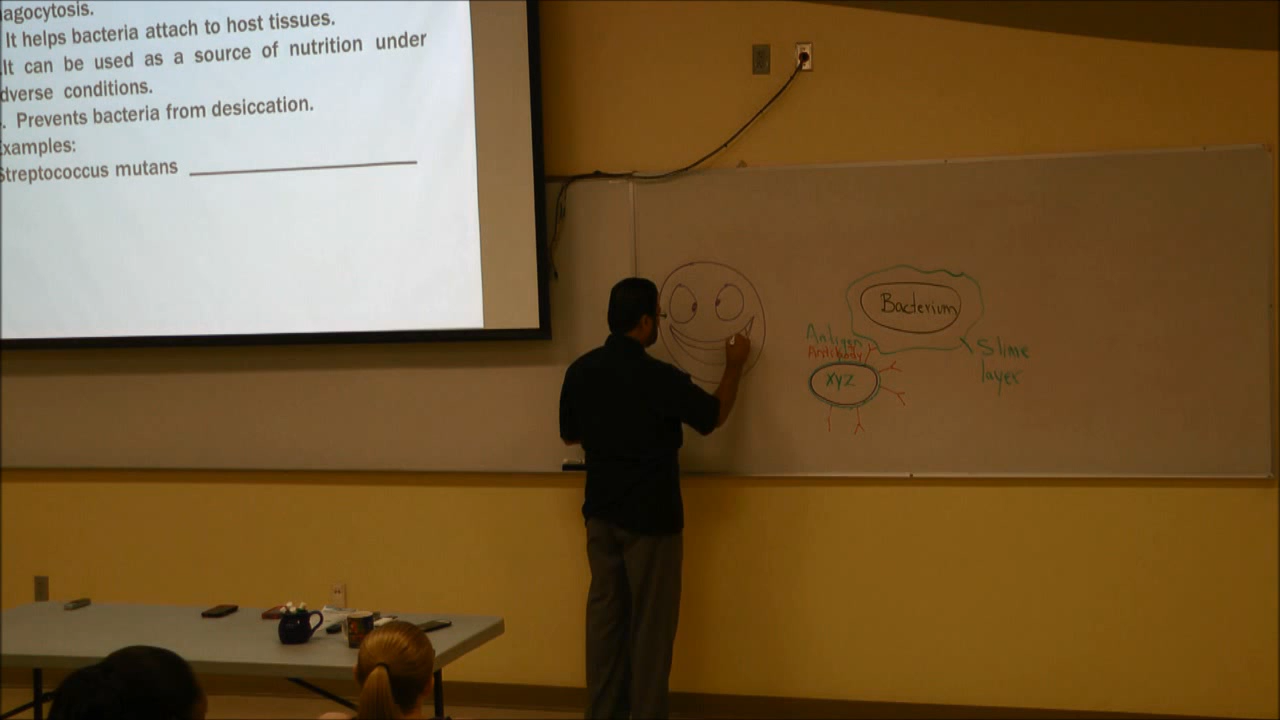 agocytosis.
It helps bacteria attach to host tissues.
.It can be used as a source of nutrition under
dverse conditions.
. Prevents bacteria from desiccation.
xamples:
Streptococcus mutans ____________________
Bacterium
Antigen
Antibody
Slime
layer
xyz